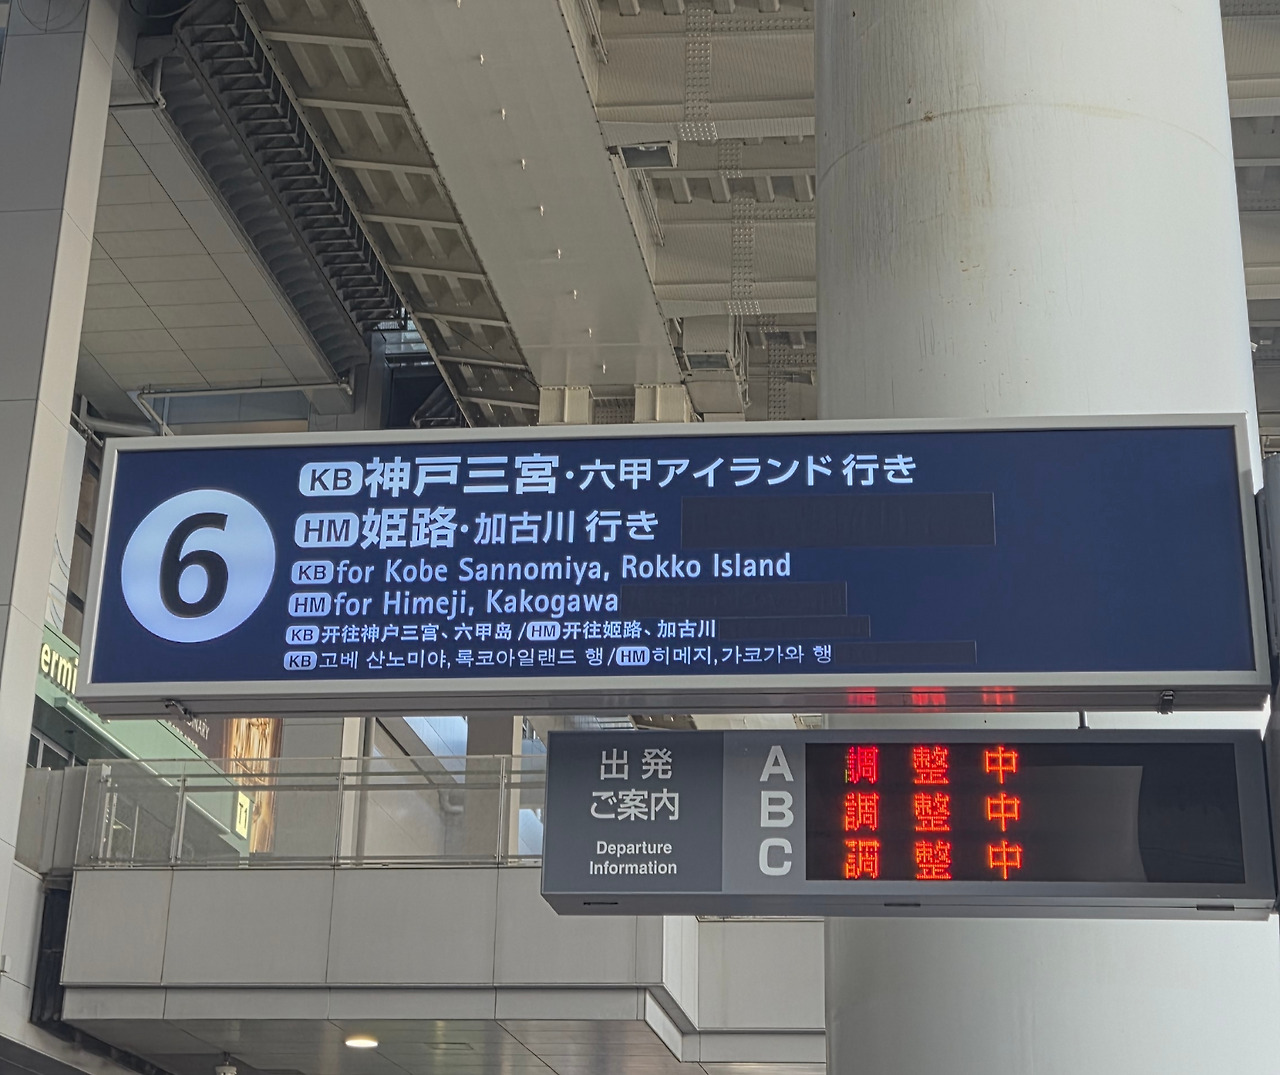 6
KB 神戸三宮・六甲アイランド 行き
HM 姫路・加古川 行き
KB for Kobe Sannomiya, Rokko Island
HM for Himeji, Kakogawa
KB 开往神户三宫、六甲岛 / HM 开往姬路、加古川
KB 고베 산노미야, 록코아일랜드 행 / HM 히메지, 가코가와 행
ermi
T1
出発
ご案内
Departure
Information
A 調 整 中
B 調 整 中
C 調 整 中